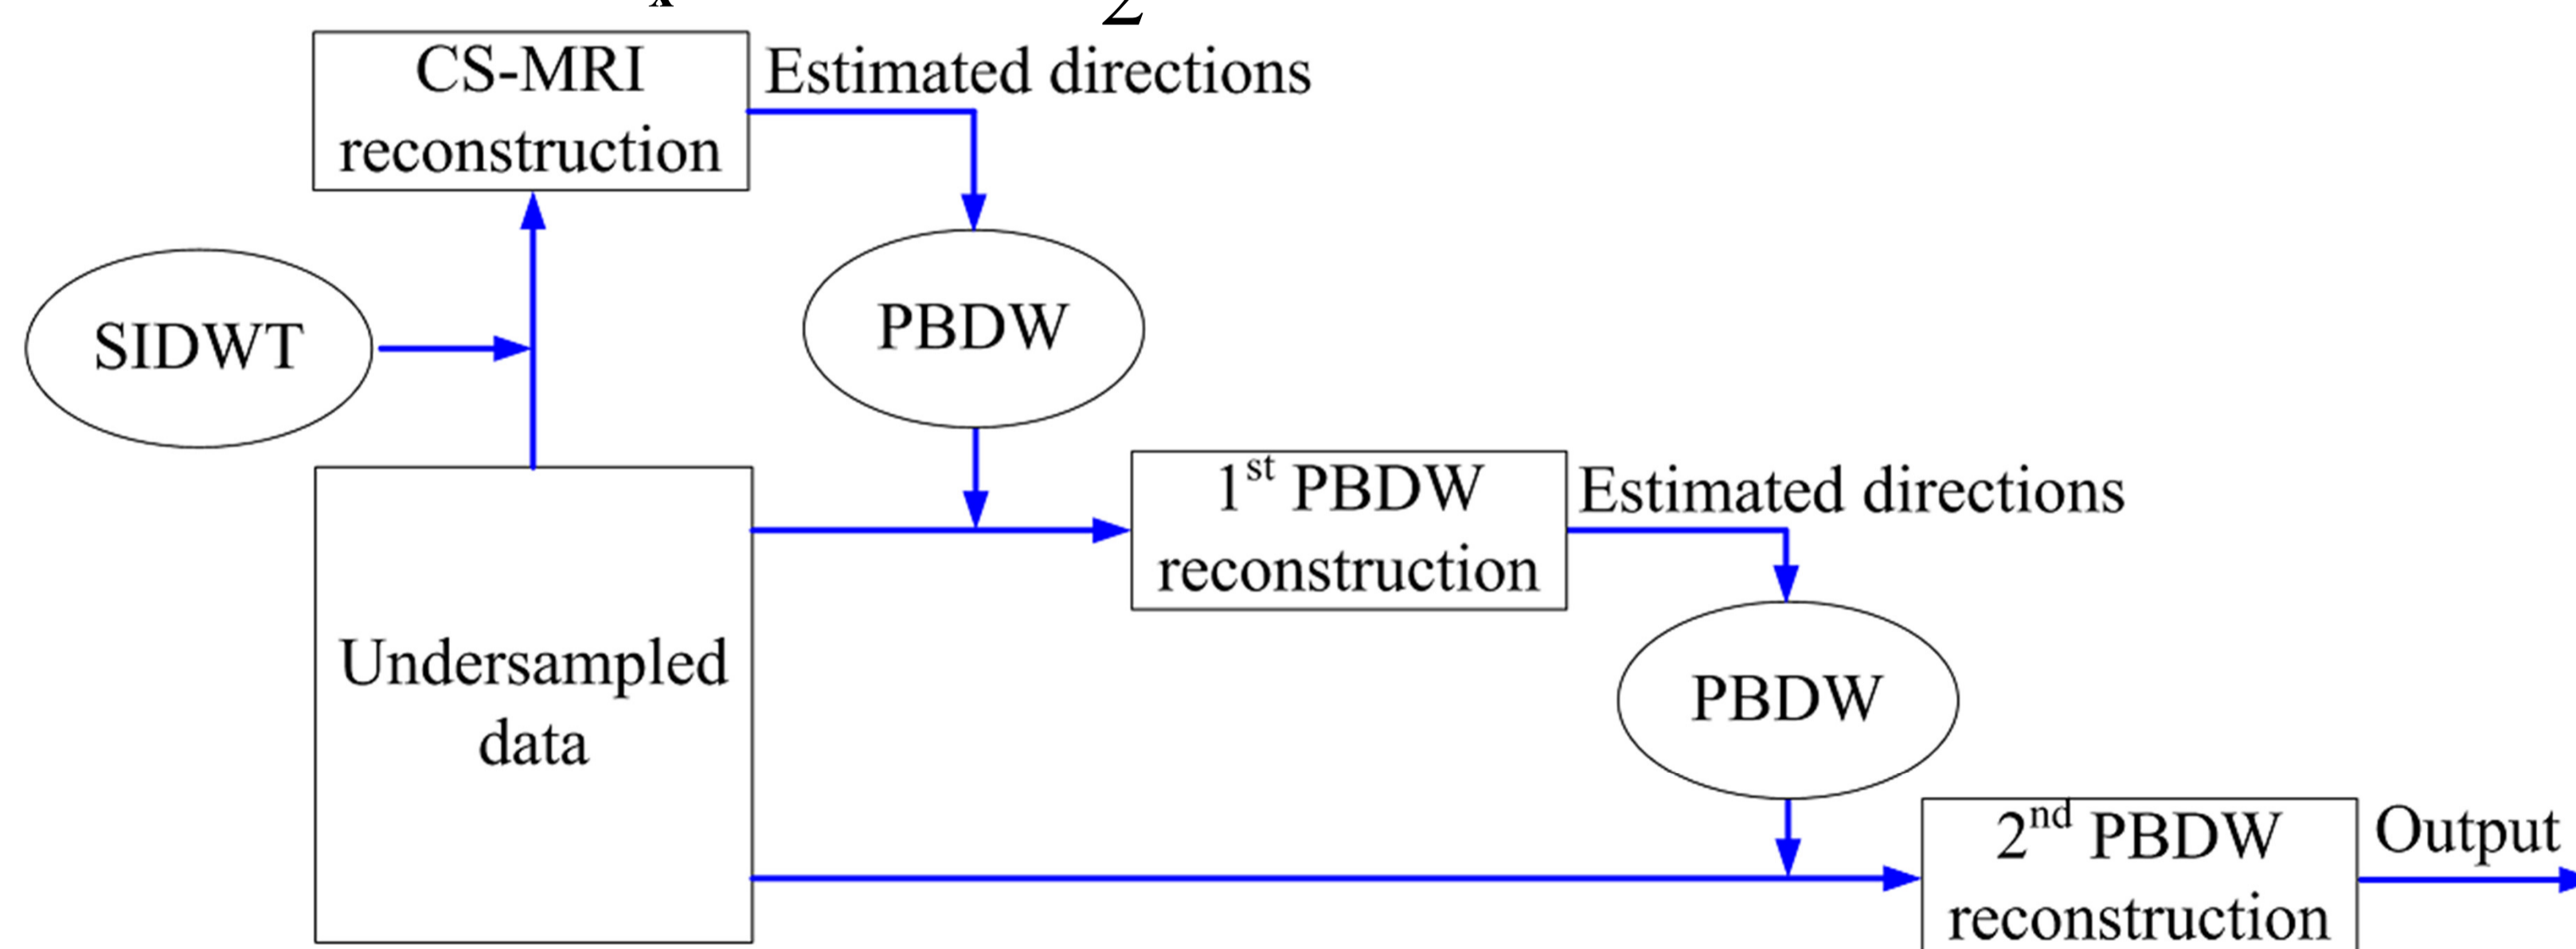 x 2
CS-MRI
reconstruction
Estimated directions
SIDWT
PBDW
1st PBDW
reconstruction
Estimated directions
Undersampled
data
PBDW
2nd PBDW
reconstruction
Output